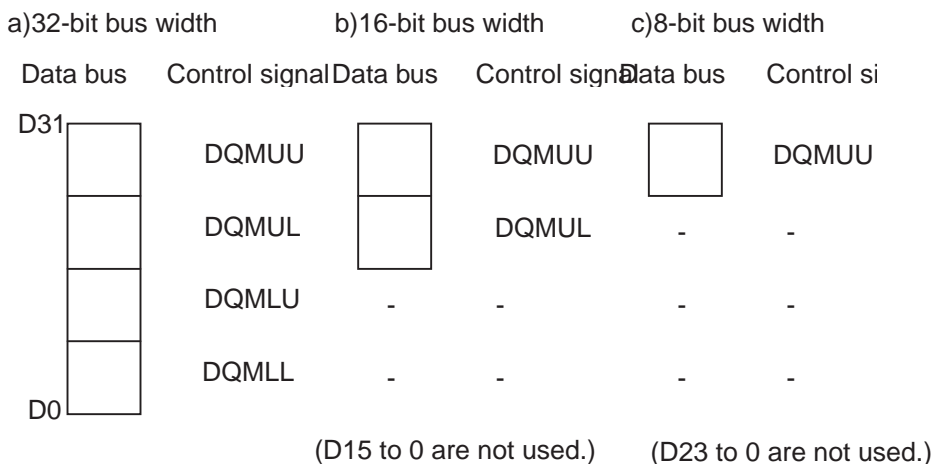 a)32-bit bus width b)16-bit bus width c)8-bit bus width
Data bus Control signal Data bus Control signal Data bus Control si
D31
DQMUU DQMUU DQMUU
DQMUL DQMUL - -
DQMLU - - - -
DQMLL - - - -
D0
(D15 to 0 are not used.) (D23 to 0 are not used.)